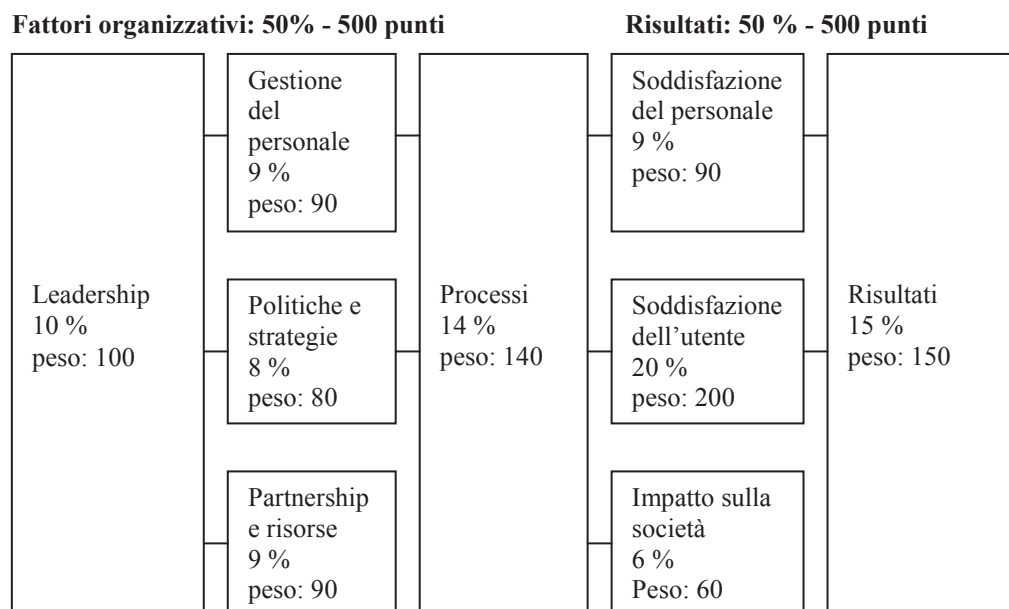 Fattori organizzativi: 50% - 500 punti
Risultati: 50 % - 500 punti
Leadership
10 %
peso: 100
Gestione
del
personale
9 %
peso: 90
Politiche e
strategie
8 %
peso: 80
Partnership
e risorse
9 %
peso: 90
Processi
14 %
peso: 140
Soddisfazione
del personale
9 %
peso: 90
Soddisfazione
dell’utente
20 %
peso: 200
Impatto sulla
società
6 %
Peso: 60
Risultati
15 %
peso: 150